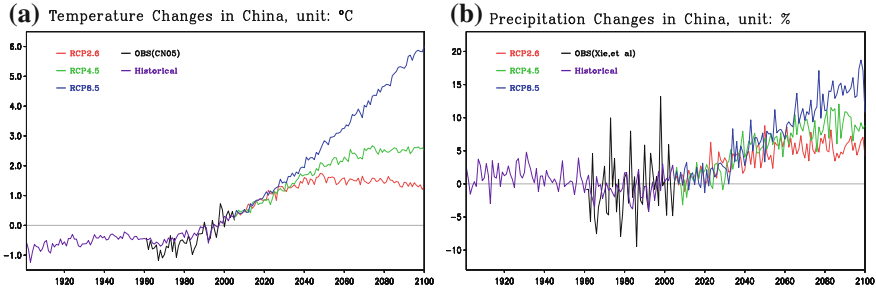 (a) Temperature Changes in China, unit: °C
RCP2.6 OBS(CN05)
RCP4.5 Historical
RCP8.5
6.0
5.0
4.0
3.0
2.0
1.0
0.0
-1.0
1920 1940 1960 1980 2000 2020 2040 2060 2080 2100
(b) Precipitation Changes in China, unit: %
RCP2.6 OBS(Xie,et al)
RCP4.5 Historical
RCP8.5
20
15
10
5
0
-5
-10
1920 1940 1960 1980 2000 2020 2040 2060 2080 2100